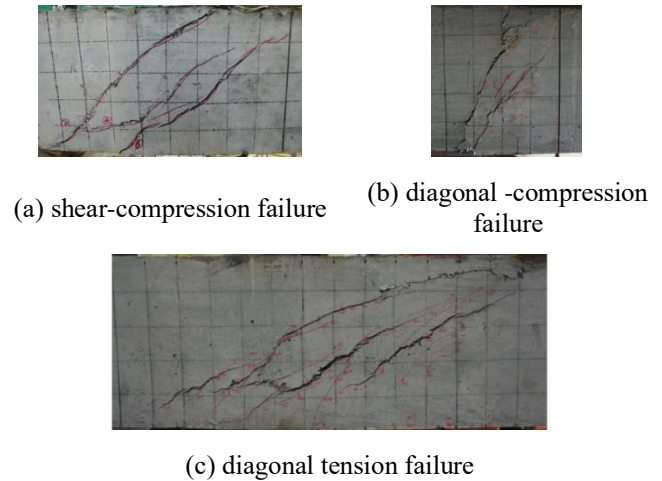 (a) shear-compression failure
(b) diagonal -compression
failure
(c) diagonal tension failure